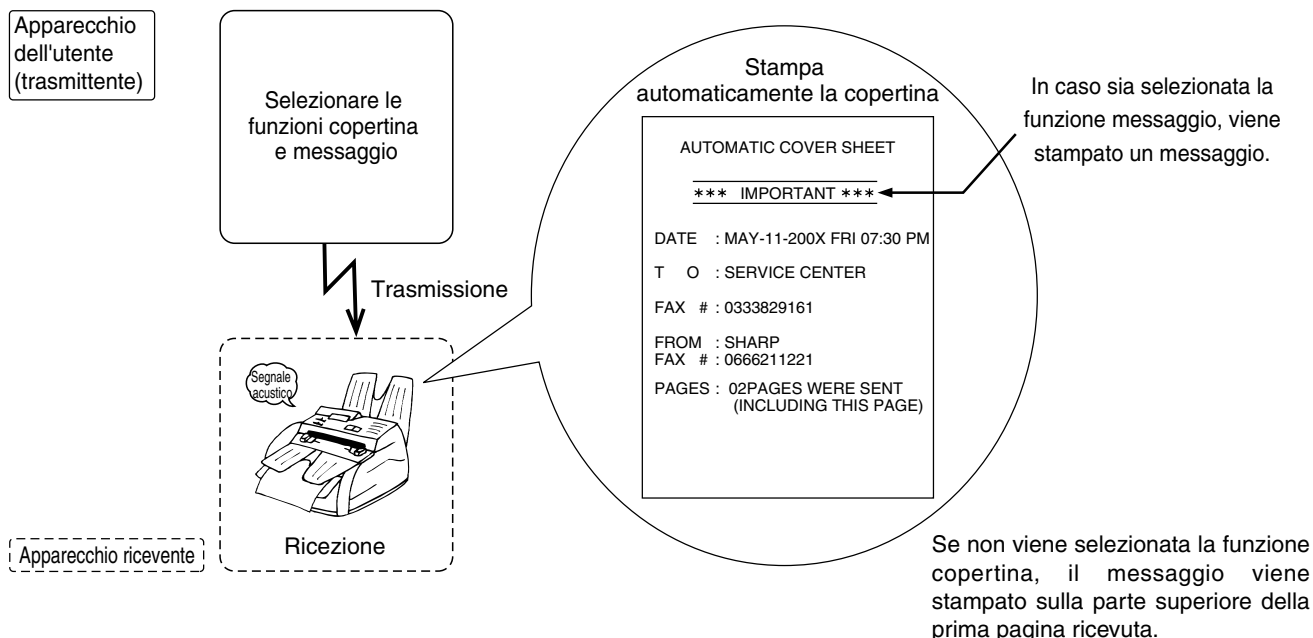 Apparecchio
dell'utente
(trasmittente)
Selezionare le
funzioni copertina
e messaggio
Trasmissione
Segnale
acustico
Ricezione
Apparecchio ricevente
Stampa
automaticamente la copertina
AUTOMATIC COVER SHEET
*** IMPORTANT ***
DATE : MAY-11-200X FRI 07:30 PM
T O : SERVICE CENTER
FAX # : 0333829161
FROM : SHARP
FAX # : 0666211221
PAGES : 02PAGES WERE SENT
(INCLUDING THIS PAGE)
In caso sia selezionata la
funzione messaggio, viene
stampato un messaggio.
Se non viene selezionata la funzione
copertina, il messaggio viene
stampato sulla parte superiore della
prima pagina ricevuta.